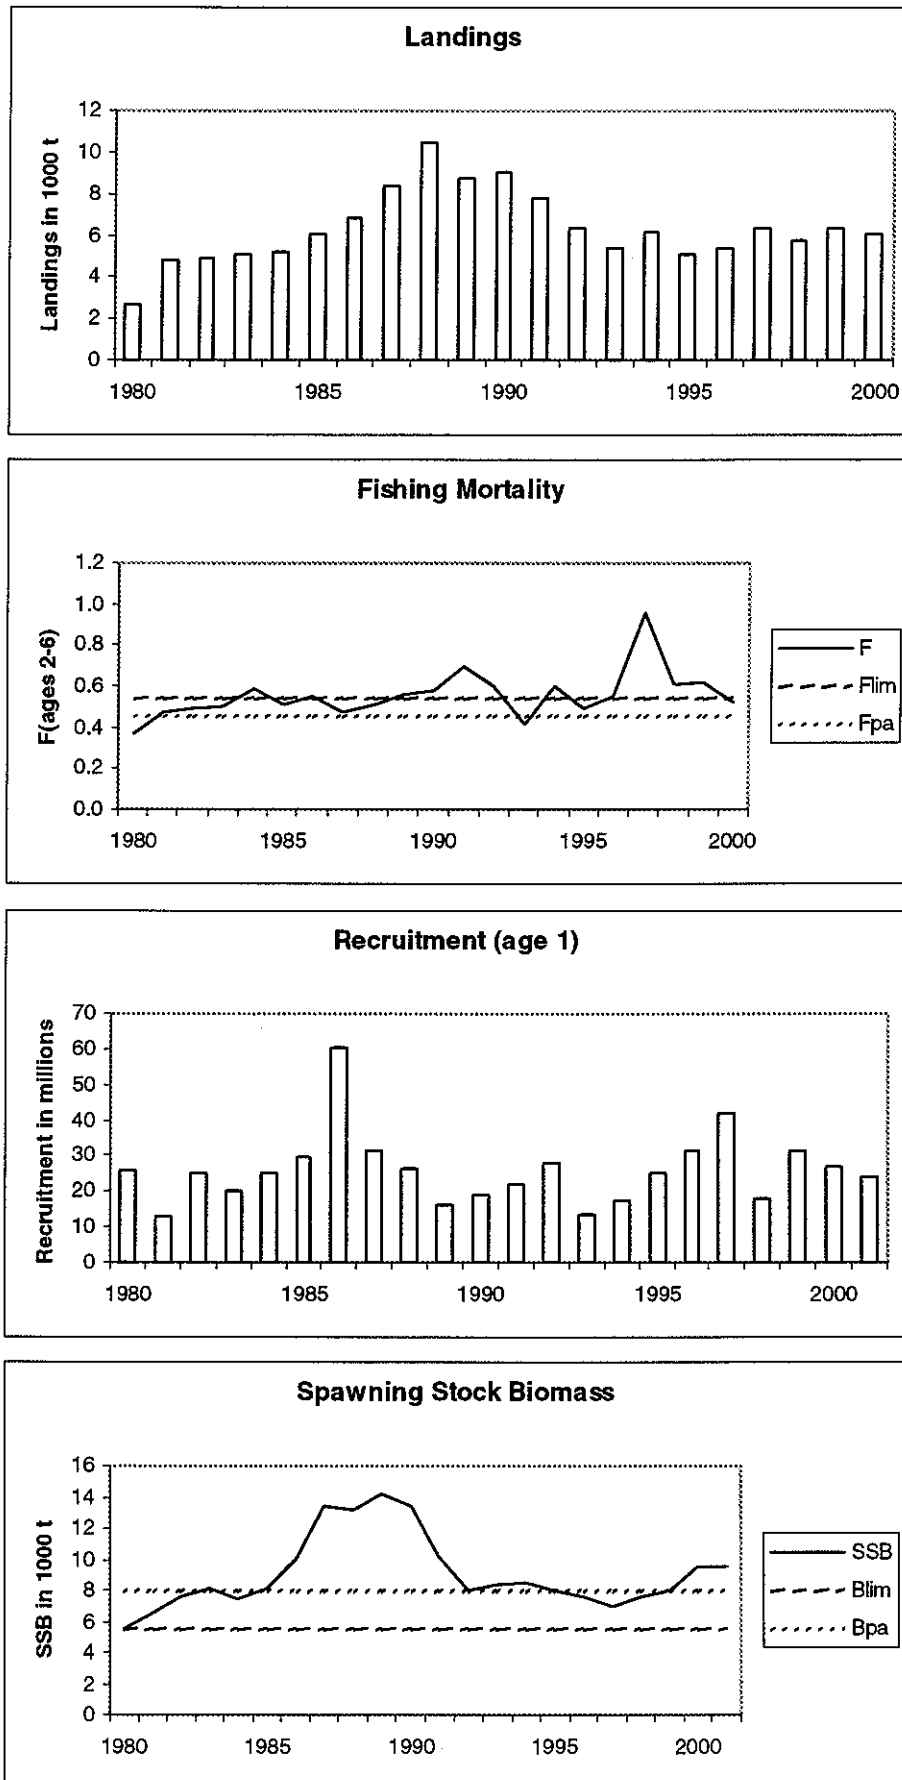 Landings
Landings in 1000 t
12
10
8
6
4
2
0
1980 1985 1990 1995 2000
Fishing Mortality
F(ages 2-6)
1.2
1.0
0.8
0.6
0.4
0.2
0.0
1980 1985 1990 1995 2000
F
Flim
Fpa
Recruitment (age 1)
Recruitment in millions
70
60
50
40
30
20
10
0
1980 1985 1990 1995 2000
Spawning Stock Biomass
SSB in 1000 t
16
14
12
10
8
6
4
2
0
1980 1985 1990 1995 2000
SSB
Blim
Bpa